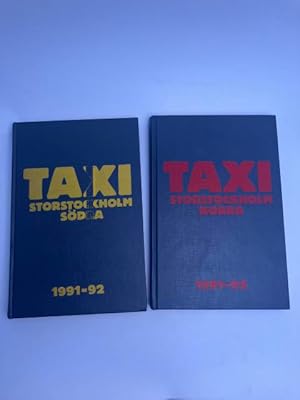 TAXI
STORSTOCKHOLM
SÖDRA
1991-92
TAXI
STORSTOCKHOLM
NORRA